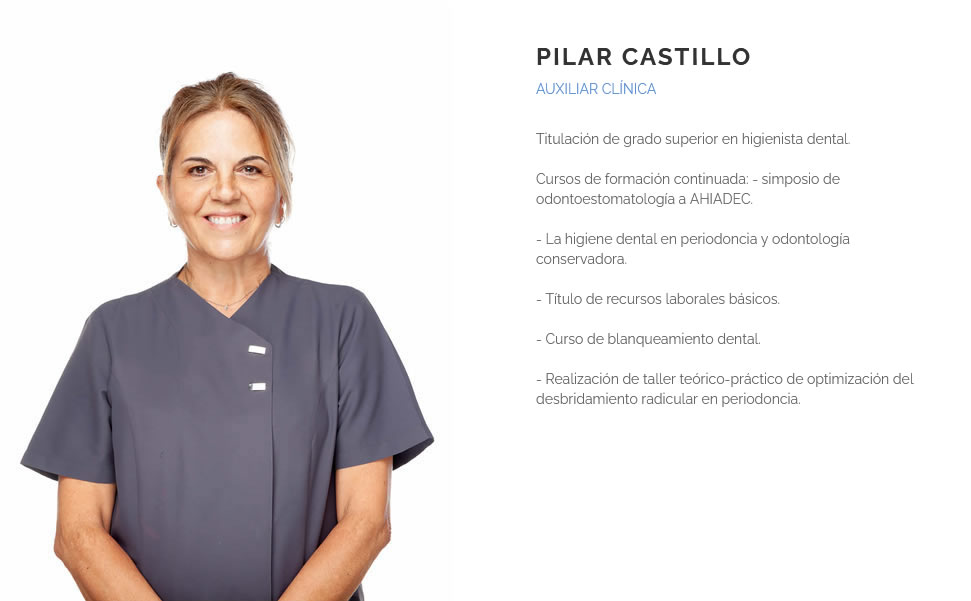 PILAR CASTILLO
AUXILIAR CLÍNICA
Titulación de grado superior en higienista dental.
Cursos de formación continuada: - simposio de
odontoestomatología a AHIADEC.
- La higiene dental en periodoncia y odontología
conservadora.
- Título de recursos laborales básicos.
- Curso de blanqueamiento dental.
- Realización de taller teórico-práctico de optimización del
desbridamiento radicular en periodoncia.